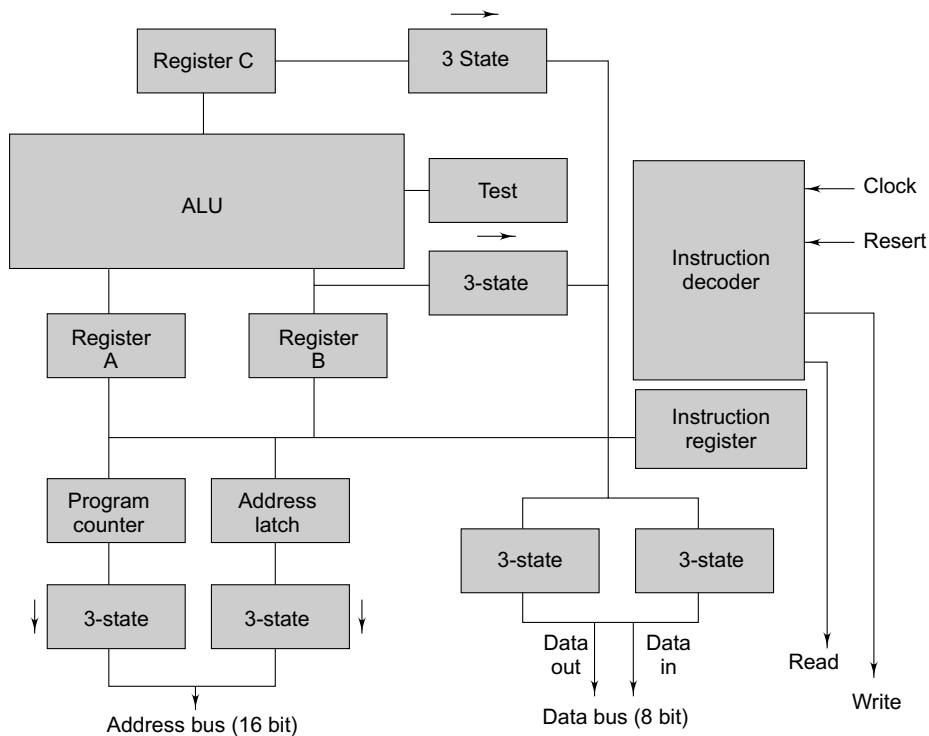 Register C
3 State
ALU
Test
Clock
Resert
Instruction
decoder
3-state
Register
A
Register
B
Instruction
register
Program
counter
Address
latch
3-state
3-state
3-state
3-state
Data
out
Data
in
Read
Write
Address bus (16 bit)
Data bus (8 bit)